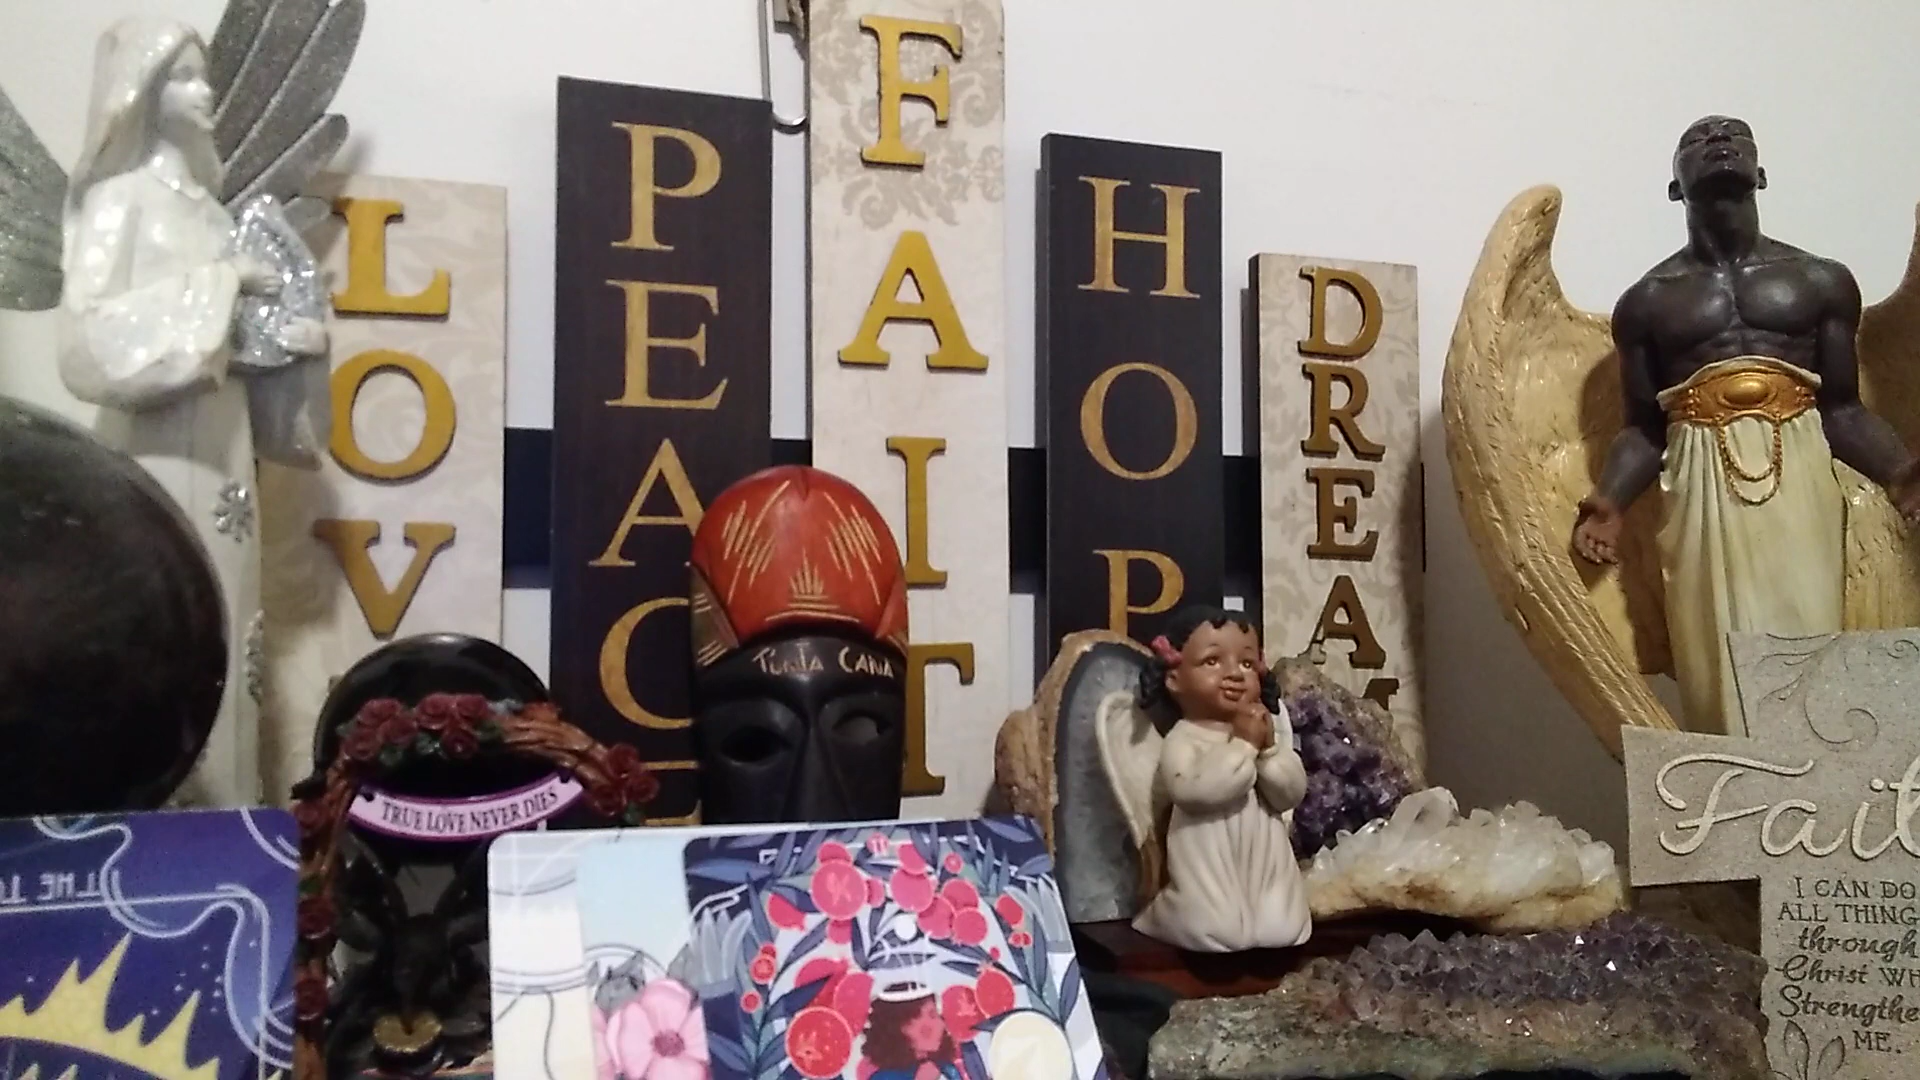 LOV
PEAC
FAIT
HOP
DREAM
PUNTA CANA
TRUE LOVE NEVER DIES
Fait
I CAN DO
ALL THING
through
Christ WH
Strengthe
ME.